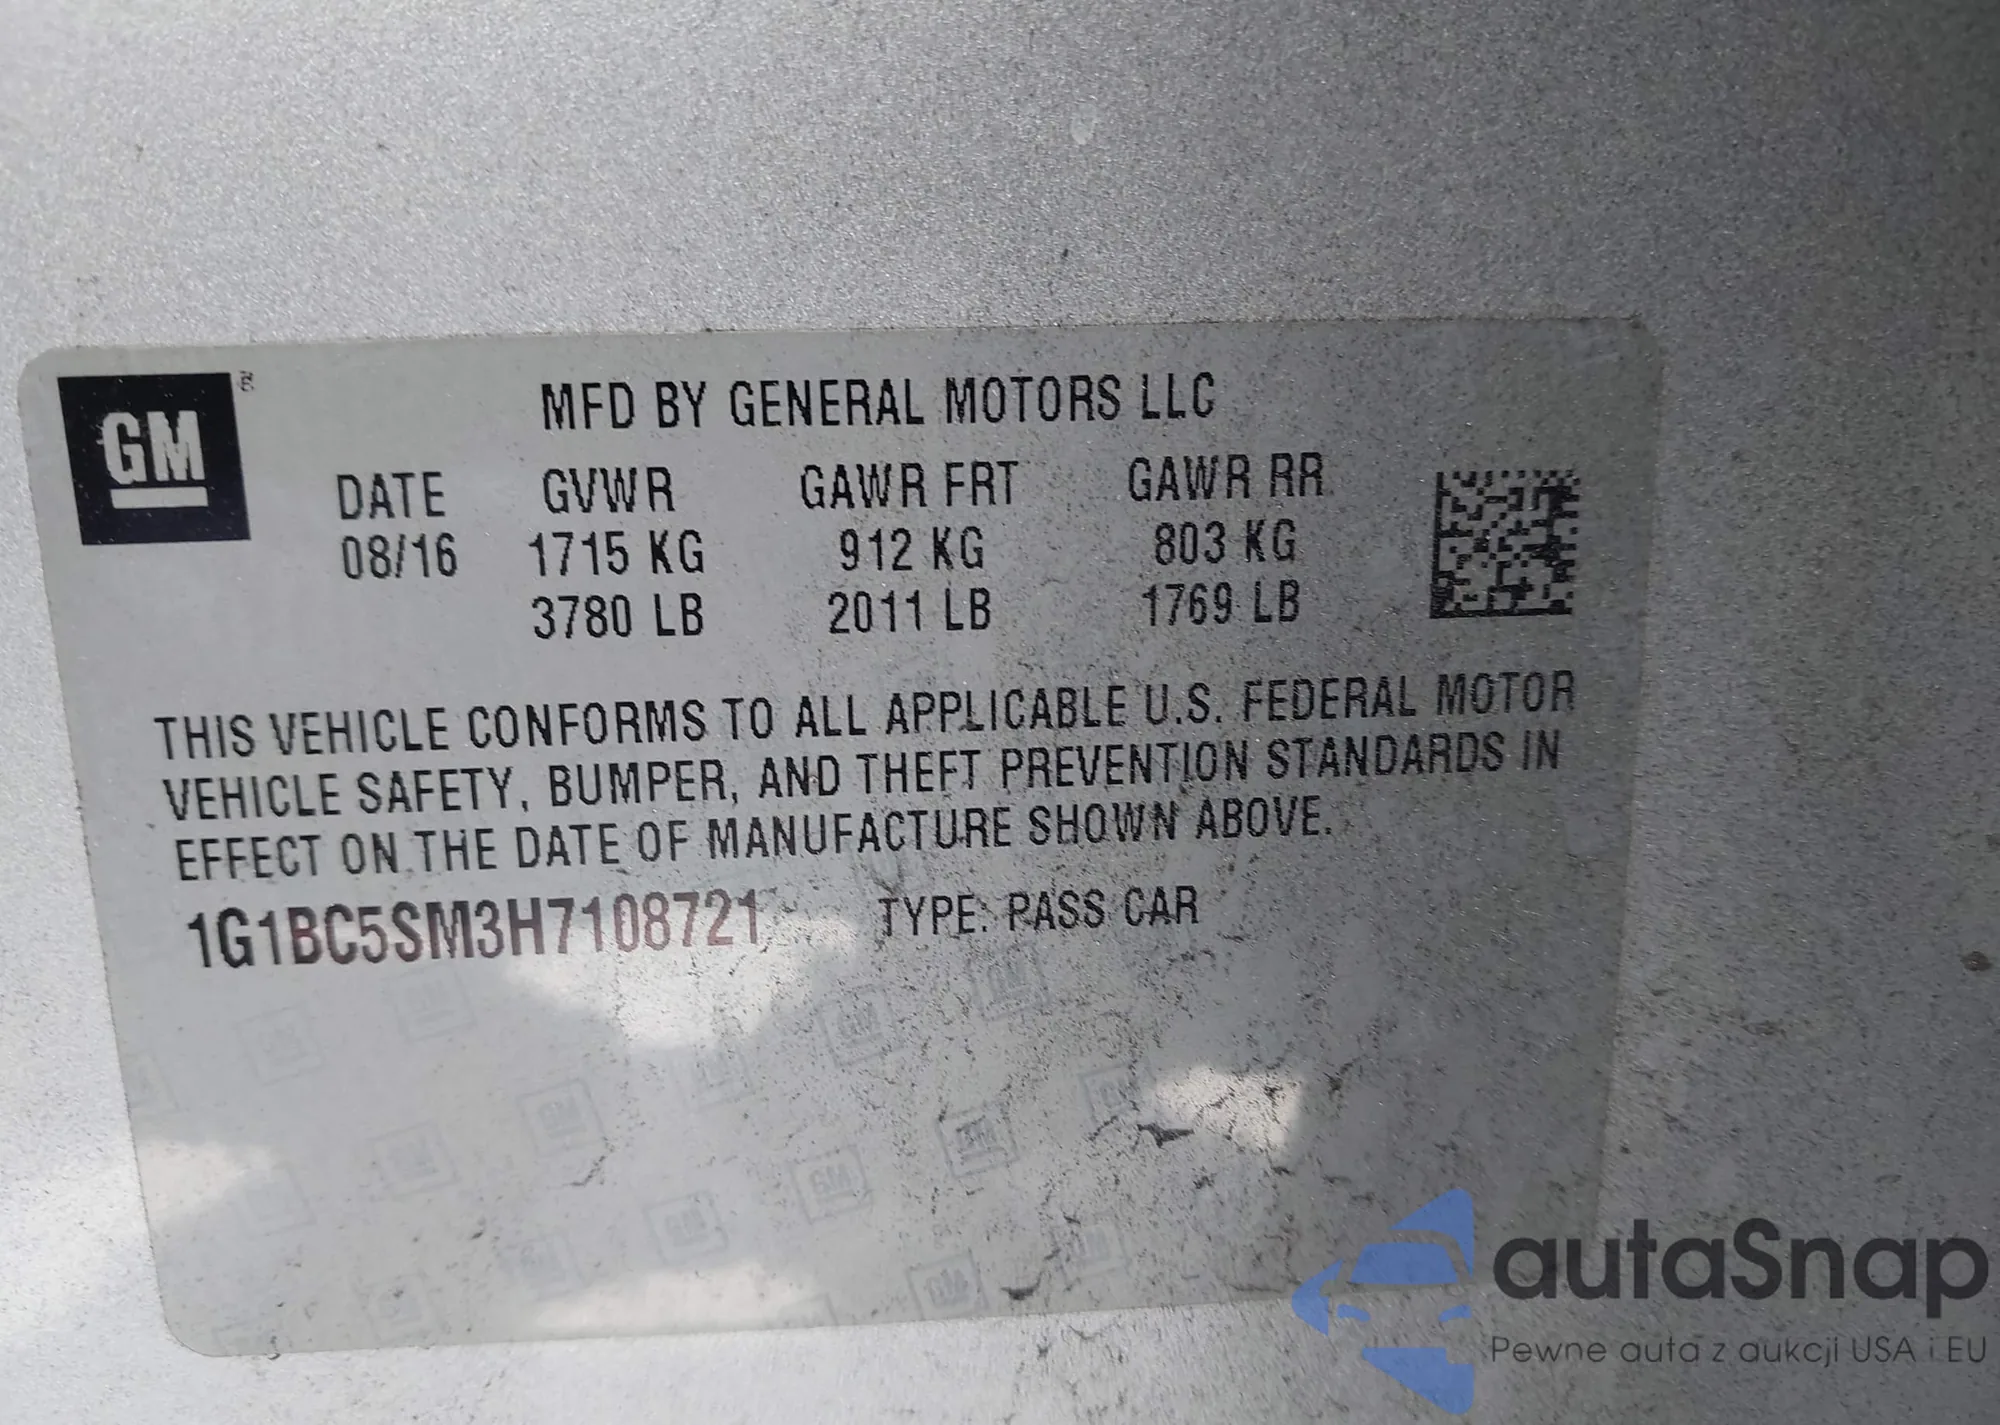 GM ®
MFD BY GENERAL MOTORS LLC
DATE GVWR GAWR FRT GAWR RR
08/16 1715 KG 912 KG 803 KG
3780 LB 2011 LB 1769 LB
THIS VEHICLE CONFORMS TO ALL APPLICABLE U.S. FEDERAL MOTOR
VEHICLE SAFETY, BUMPER, AND THEFT PREVENTION STANDARDS IN
EFFECT ON THE DATE OF MANUFACTURE SHOWN ABOVE.
1G1BC5SM3H7108721 TYPE: PASS CAR
autaSnap
Pewne auta z aukcji USA i EU